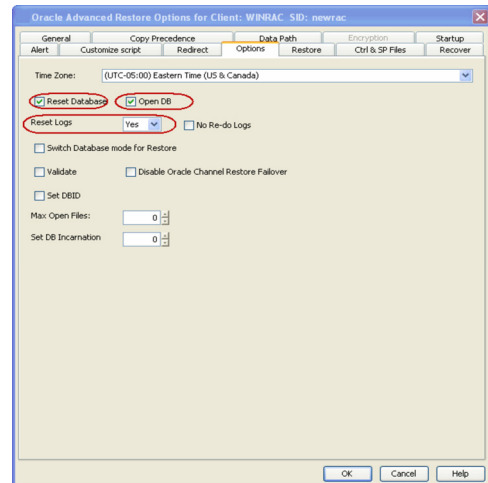 Oracle Advanced Restore Options for Client: WINRAC SID: newrac
General Copy Precedence Data Path Encryption Startup
Alert Customize script Redirect Options Restore Ctrl & SP Files Recover
Time Zone: (UTC-05:00) Eastern Time (US & Canada)
Reset Database Open DB
Reset Logs Yes No Re-do Logs
Switch Database mode for Restore
Validate Disable Oracle Channel Restore Failover
Set DBID
Max Open Files: 0
Set DB Incarnation 0
OK Cancel Help